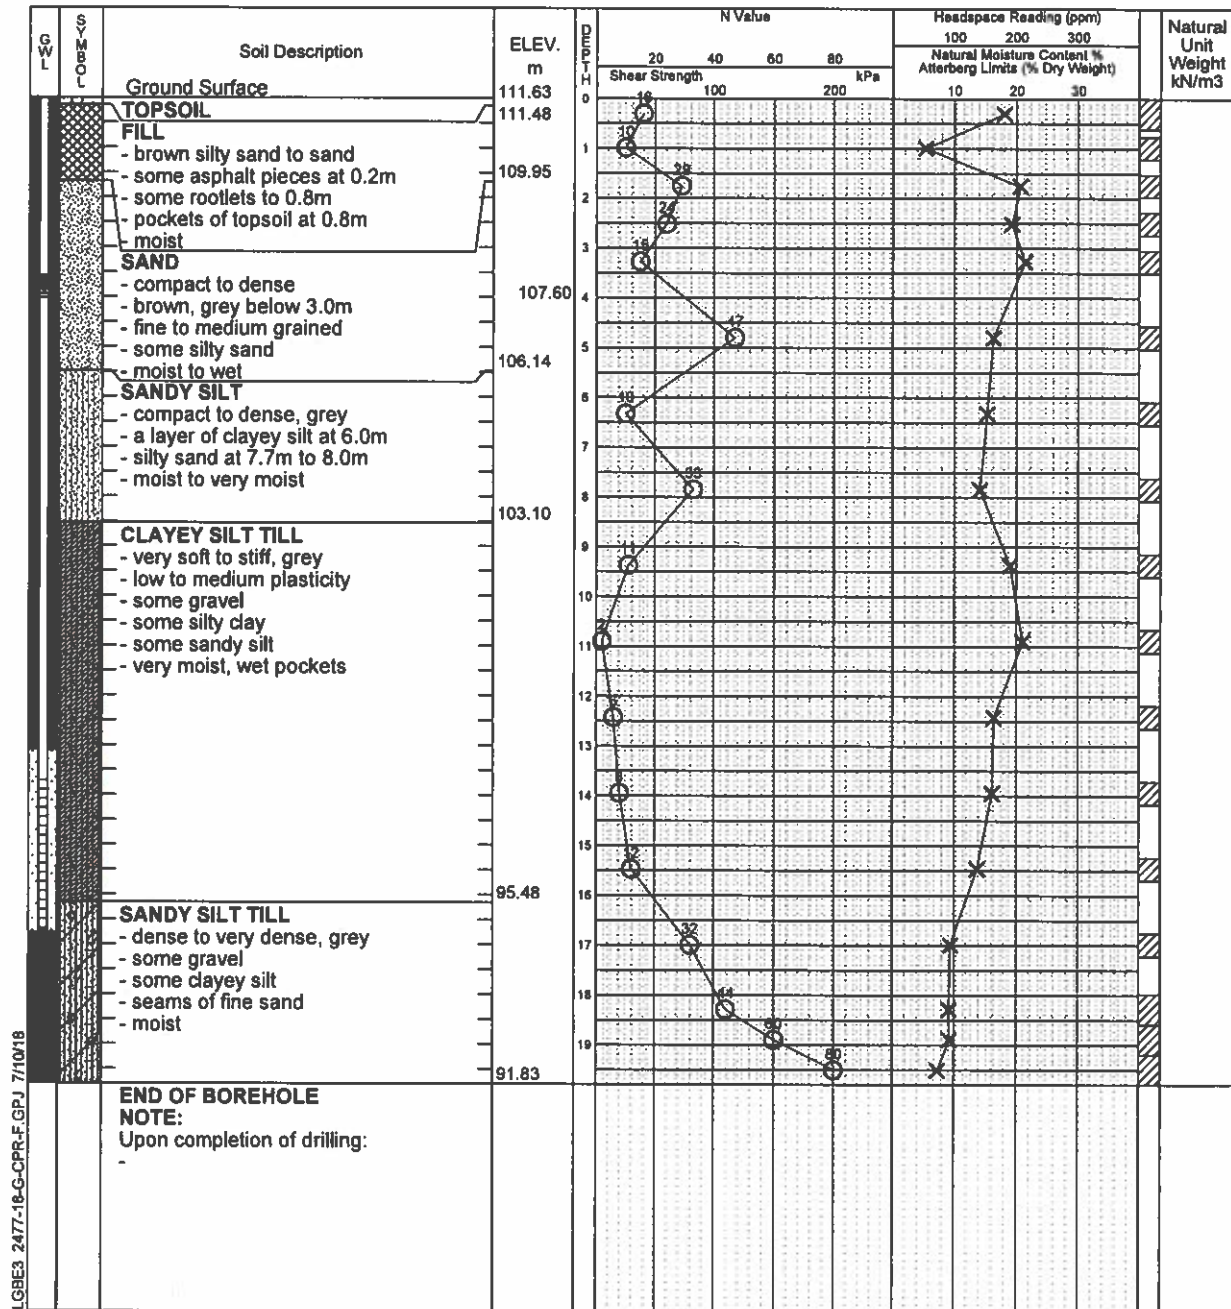 GWL
SYMBOL
Soil Description
ELEV.
m
DEPTH
N Value
20 40 60 80
Shear Strength kPa
100 200
Headspace Reading (ppm)
100 200 300
Natural Moisture Content %
Atterberg Limits (% Dry Weight)
10 20 30
Natural
Unit
Weight
kN/m3
Ground Surface 111.63
TOPSOIL 111.48
FILL
- brown silty sand to sand
- some asphalt pieces at 0.2m 109.95
- some rootlets to 0.8m
- pockets of topsoil at 0.8m
- moist
SAND
- compact to dense
- brown, grey below 3.0m 107.60
- fine to medium grained
- some silty sand
- moist to wet 106.14
SANDY SILT
- compact to dense, grey
- a layer of clayey silt at 6.0m
- silty sand at 7.7m to 8.0m
- moist to very moist
103.10
CLAYEY SILT TILL
- very soft to stiff, grey
- low to medium plasticity
- some gravel
- some silty clay
- some sandy silt
- very moist, wet pockets
95.48
SANDY SILT TILL
- dense to very dense, grey
- some gravel
- some clayey silt
- seams of fine sand
- moist
91.83
END OF BOREHOLE
NOTE:
Upon completion of drilling:
-
0
1
2
3
4
5
6
7
8
9
10
11
12
13
14
15
16
17
18
19
10
29
24
47
10
33
11
12
32
44
60
80
LGBE3 2477-18-G-CPR-F.GPJ 7/10/18